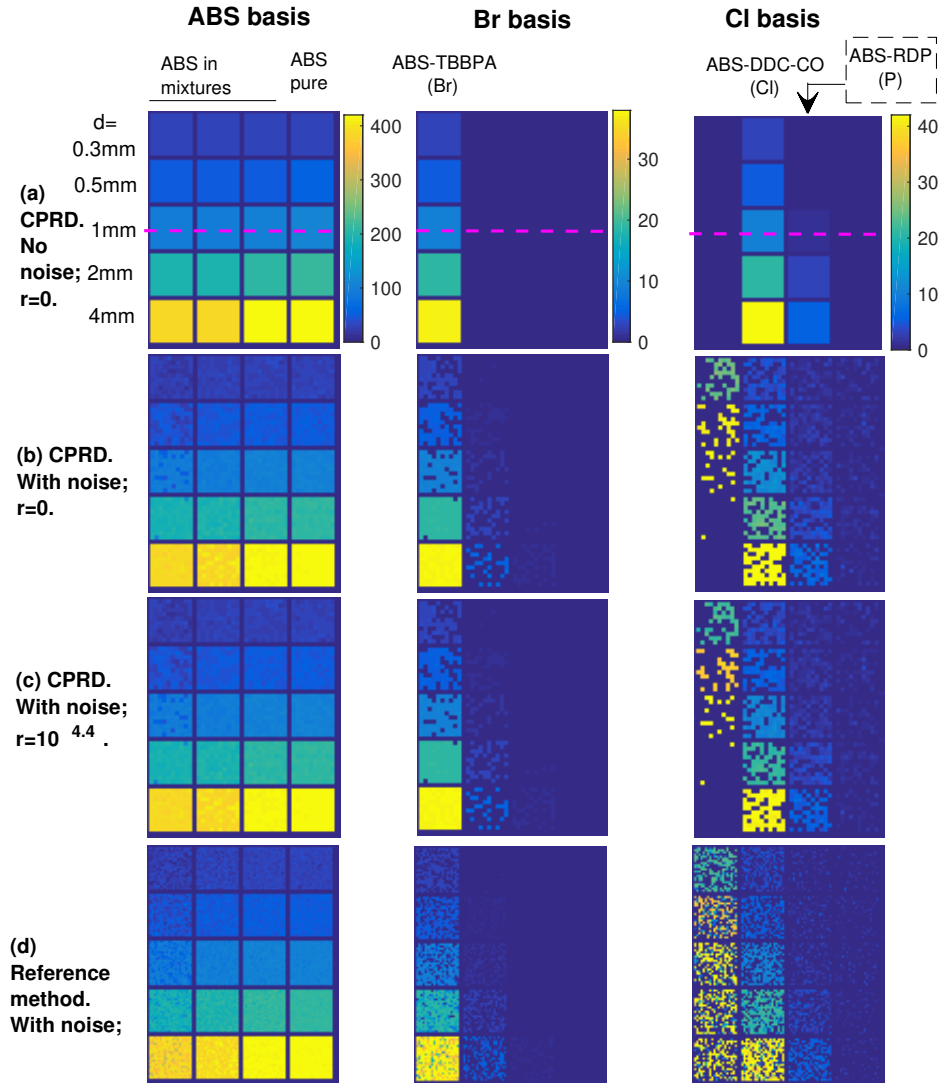 ABS basis
Br basis
Cl basis
ABS in
mixtures
ABS
pure
ABS-TBBPA
(Br)
ABS-DDC-CO
(Cl)
ABS-RDP
(P)
d=
0.3mm
0.5mm
1mm
2mm
4mm
(a)
CPRD.
No
noise;
r=0.
400
300
200
100
0
30
20
10
0
40
30
20
10
0
(b) CPRD.
With noise;
r=0.
(c) CPRD.
With noise;
r=10 4.4 .
(d)
Reference
method.
With noise;